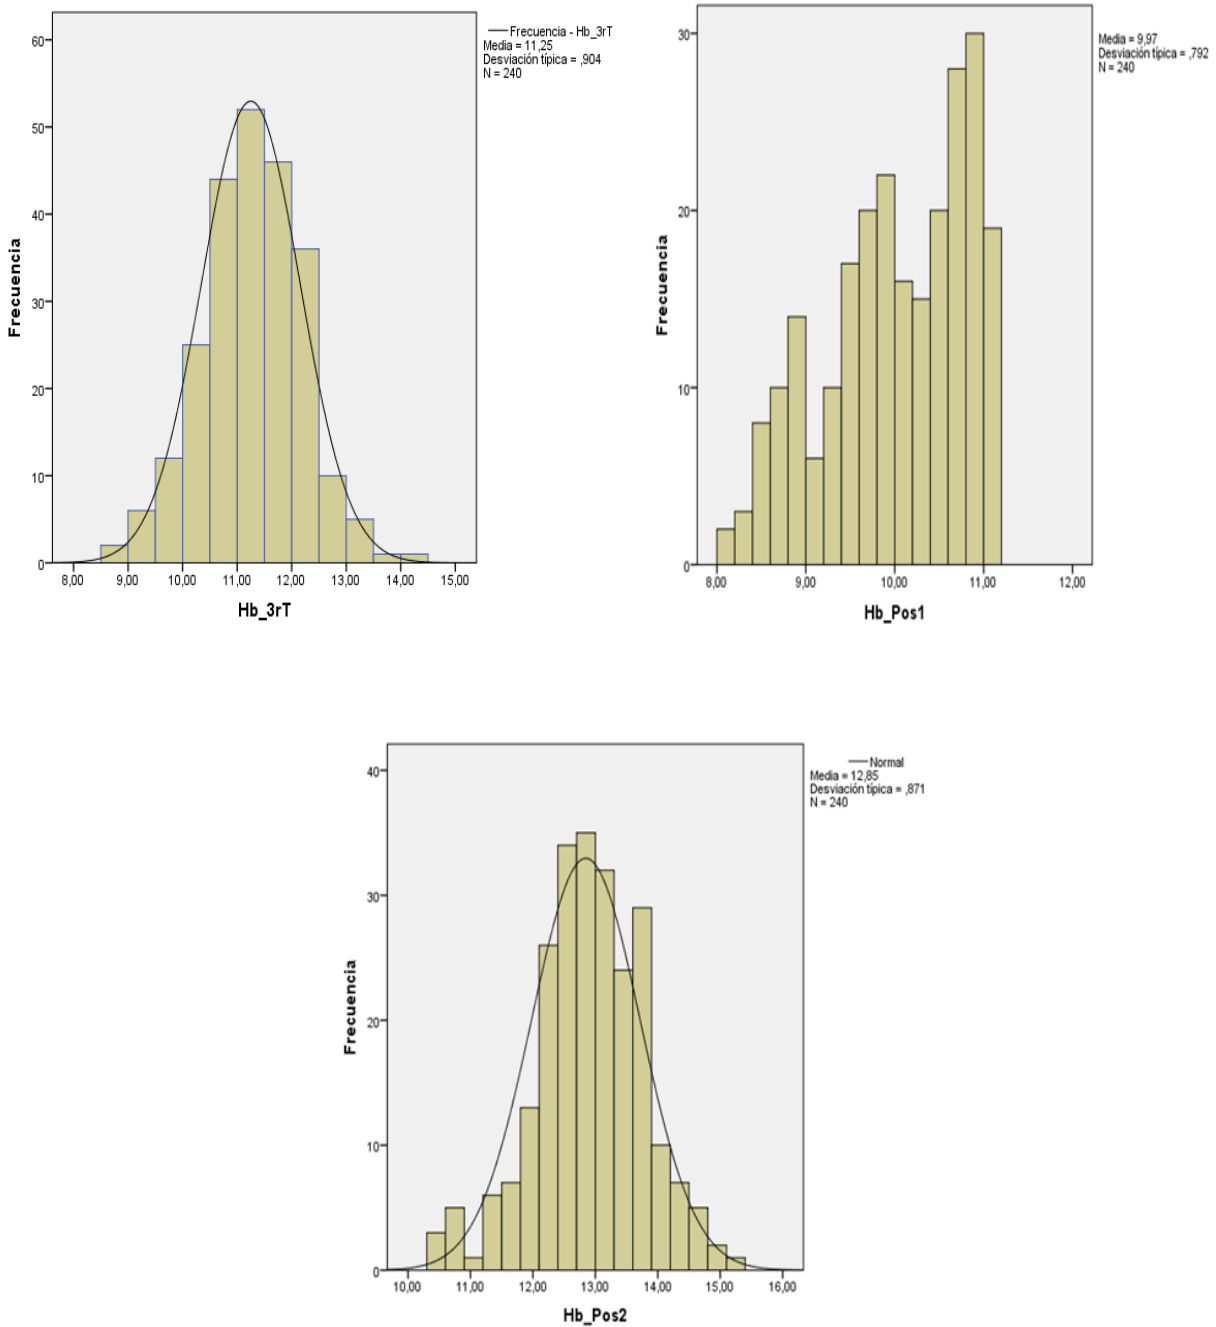 Frecuencia - Hb_3rT
Media = 11,25
Desviación típica = ,904
N = 240
60
50
40
30
20
10
0
Frecuencia
8,00 9,00 10,00 11,00 12,00 13,00 14,00 15,00
Hb_3rT
Media = 9,97
Desviación típica = ,792
N = 240
30
20
10
0
Frecuencia
8,00 9,00 10,00 11,00 12,00
Hb_Pos1
Normal
Media = 12,85
Desviación típica = ,871
N = 240
40
30
20
10
0
Frecuencia
10,00 11,00 12,00 13,00 14,00 15,00 16,00
Hb_Pos2